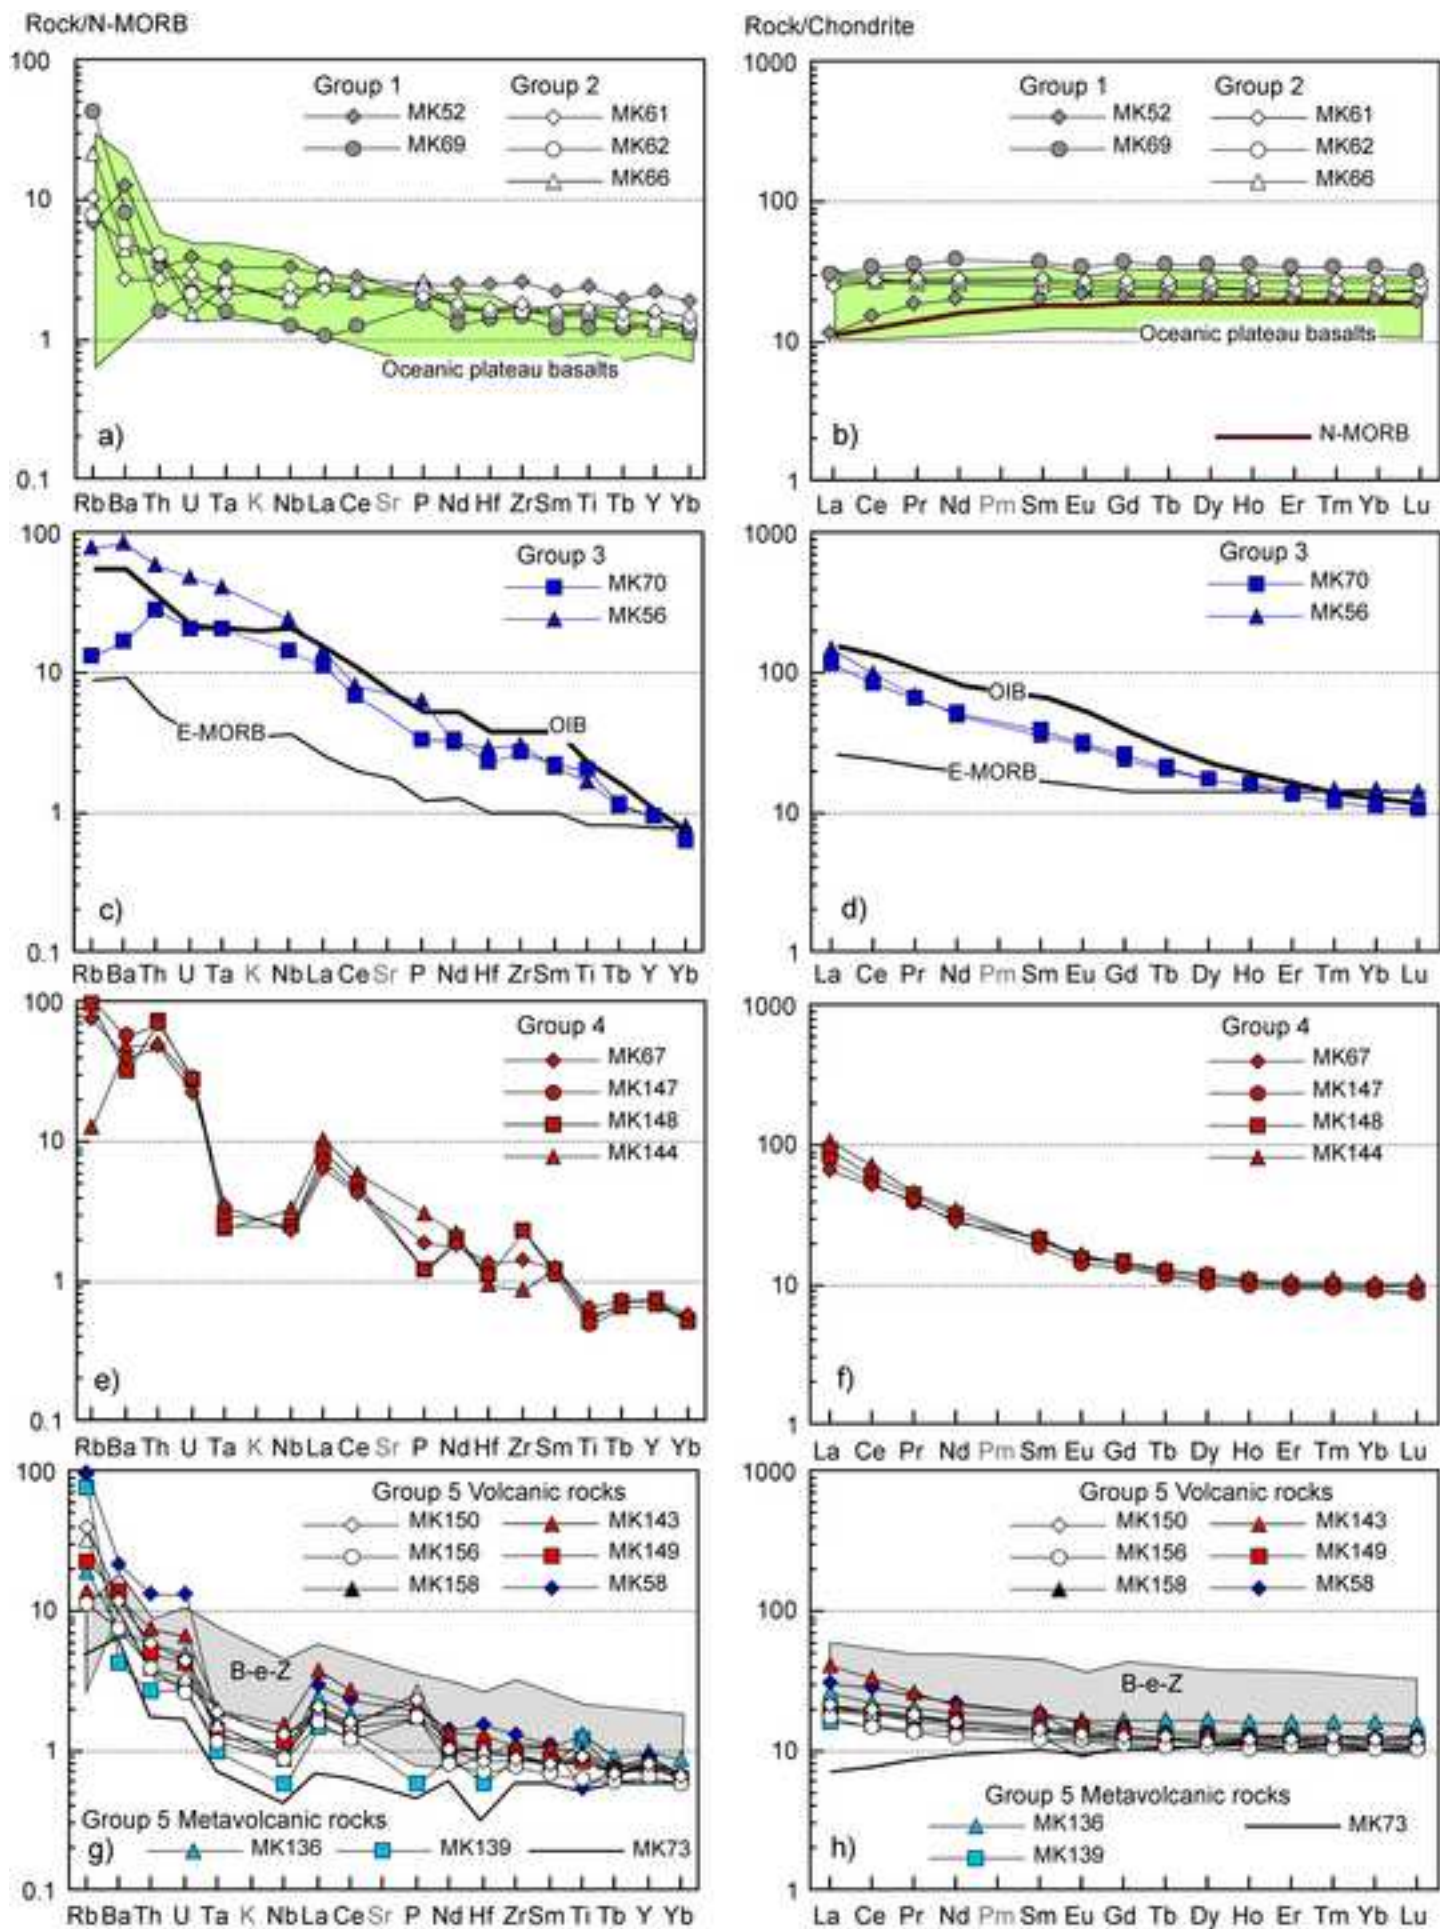 Rock/N-MORB
100
10
1
0.1
Group 1
MK52
MK69
Group 2
MK61
MK62
MK66
Oceanic plateau basalts
a)
Rb Ba Th U Ta K Nb La Ce Sr P Nd Hf Zr Sm Ti Tb Y Yb
Rock/Chondrite
1000
100
10
1
Group 1
MK52
MK69
Group 2
MK61
MK62
MK66
Oceanic plateau basalts
N-MORB
b)
La Ce Pr Nd Pm Sm Eu Gd Tb Dy Ho Er Tm Yb Lu
100
10
1
0.1
Group 3
MK70
MK56
OIB
E-MORB
c)
Rb Ba Th U Ta K Nb La Ce Sr P Nd Hf Zr Sm Ti Tb Y Yb
1000
100
10
1
Group 3
MK70
MK56
OIB
E-MORB
d)
La Ce Pr Nd Pm Sm Eu Gd Tb Dy Ho Er Tm Yb Lu
100
10
1
0.1
Group 4
MK67
MK147
MK148
MK144
e)
Rb Ba Th U Ta K Nb La Ce Sr P Nd Hf Zr Sm Ti Tb Y Yb
1000
100
10
1
Group 4
MK67
MK147
MK148
MK144
f)
La Ce Pr Nd Pm Sm Eu Gd Tb Dy Ho Er Tm Yb Lu
100
10
1
0.1
Group 5 Volcanic rocks
MK150
MK156
MK158
MK143
MK149
MK58
B-e-Z
Group 5 Metavolcanic rocks
MK136
MK139
MK73
g)
Rb Ba Th U Ta K Nb La Ce Sr P Nd Hf Zr Sm Ti Tb Y Yb
1000
100
10
1
Group 5 Volcanic rocks
MK150
MK156
MK158
MK143
MK149
MK58
B-e-Z
Group 5 Metavolcanic rocks
MK136
MK139
MK73
h)
La Ce Pr Nd Pm Sm Eu Gd Tb Dy Ho Er Tm Yb Lu